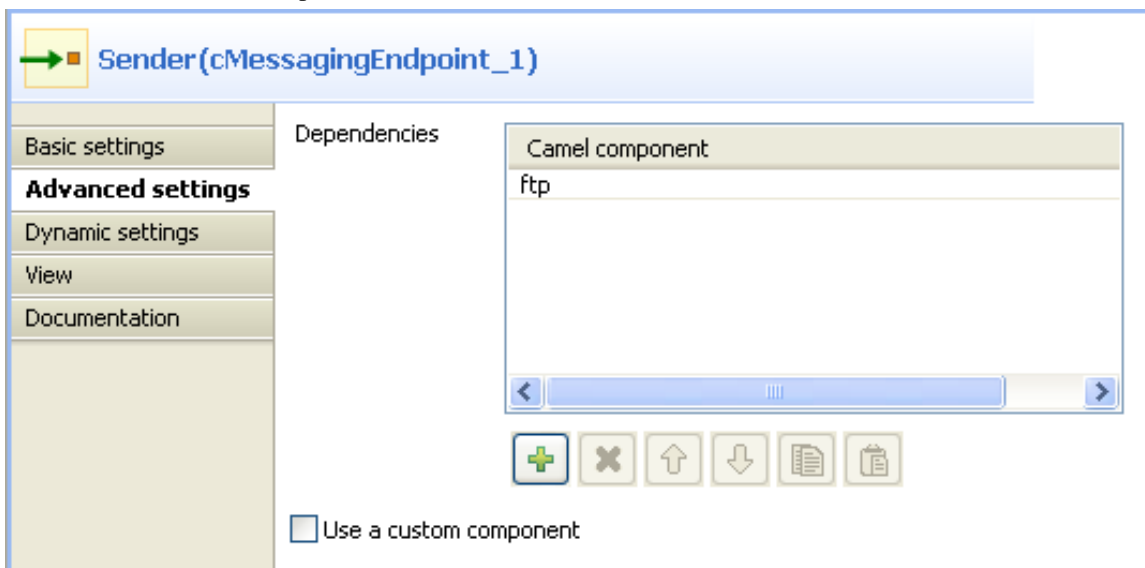 Sender(cMessagingEndpoint_1)
Basic settings
Advanced settings
Dynamic settings
View
Documentation
Dependencies
Camel component
ftp
Use a custom component